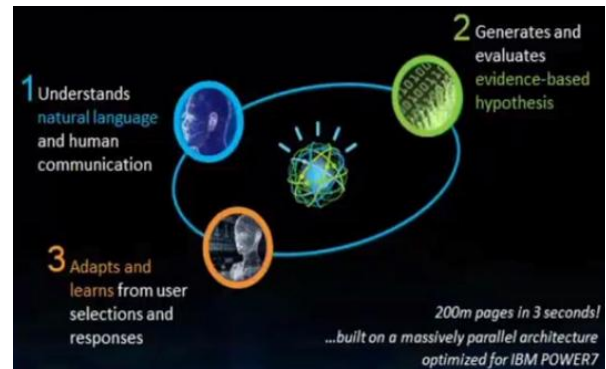 1 Understands
natural language
and human
communication
2 Generates and
evaluates
evidence-based
hypothesis
3 Adapts and
learns from user
selections and
responses
200m pages in 3 seconds!
...built on a massively parallel architecture
optimized for IBM POWER7